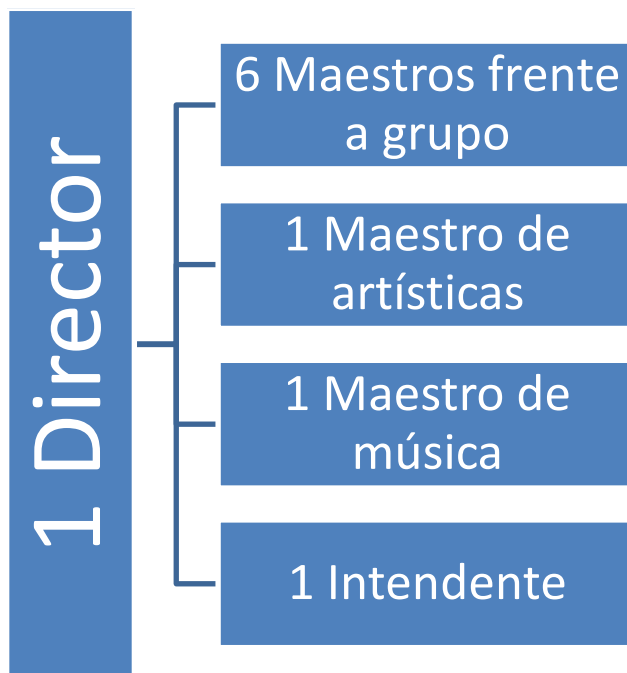 1 Director
6 Maestros frente
a grupo
1 Maestro de
artísticas
1 Maestro de
música
1 Intendente